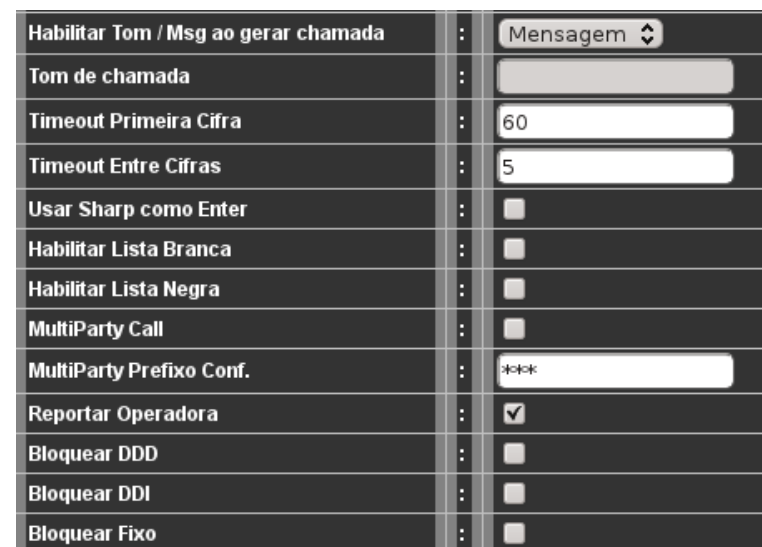 Habilitar Tom / Msg ao gerar chamada : Mensagem
Tom de chamada :
Timeout Primeira Cifra : 60
Timeout Entre Cifras : 5
Usar Sharp como Enter :
Habilitar Lista Branca :
Habilitar Lista Negra :
MultiParty Call :
MultiParty Prefixo Conf. : ***
Reportar Operadora :
Bloquear DDD :
Bloquear DDI :
Bloquear Fixo :